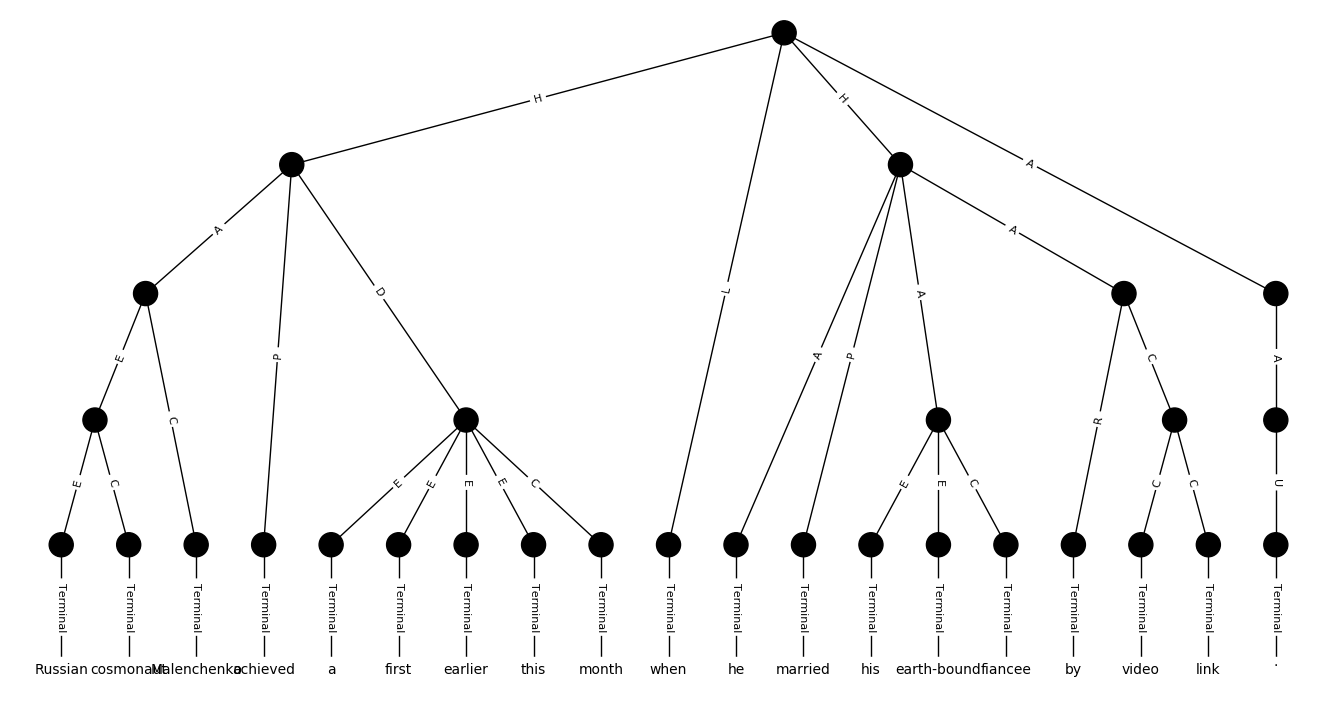 H
H
A
A
D
A
L
A
E
P
A
P
C
A
E
C
R
E
C
E
E
E
E
C
E
E
C
C
C
U
Terminal Terminal Terminal Terminal Terminal Terminal Terminal Terminal Terminal Terminal Terminal Terminal Terminal Terminal Terminal Terminal Terminal Terminal Terminal
Russian cosmonaut Malenchenko achieved a first earlier this month when he married his earth-bound fiancee by video link .